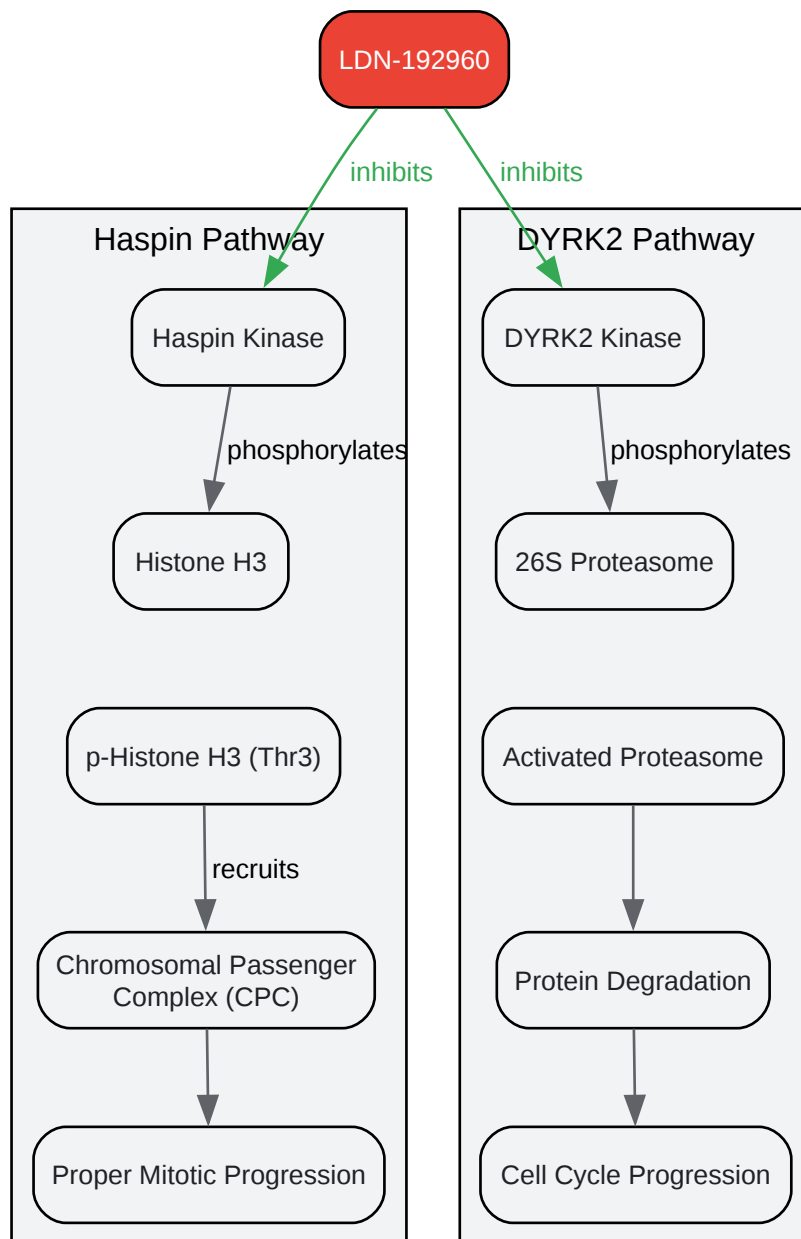 LDN-192960
inhibits
inhibits
Haspin Pathway
DYRK2 Pathway
Haspin Kinase
DYRK2 Kinase
phosphorylates
phosphorylates
Histone H3
26S Proteasome
p-Histone H3 (Thr3)
Activated Proteasome
recruits
Chromosomal Passenger
Complex (CPC)
Protein Degradation
Proper Mitotic Progression
Cell Cycle Progression